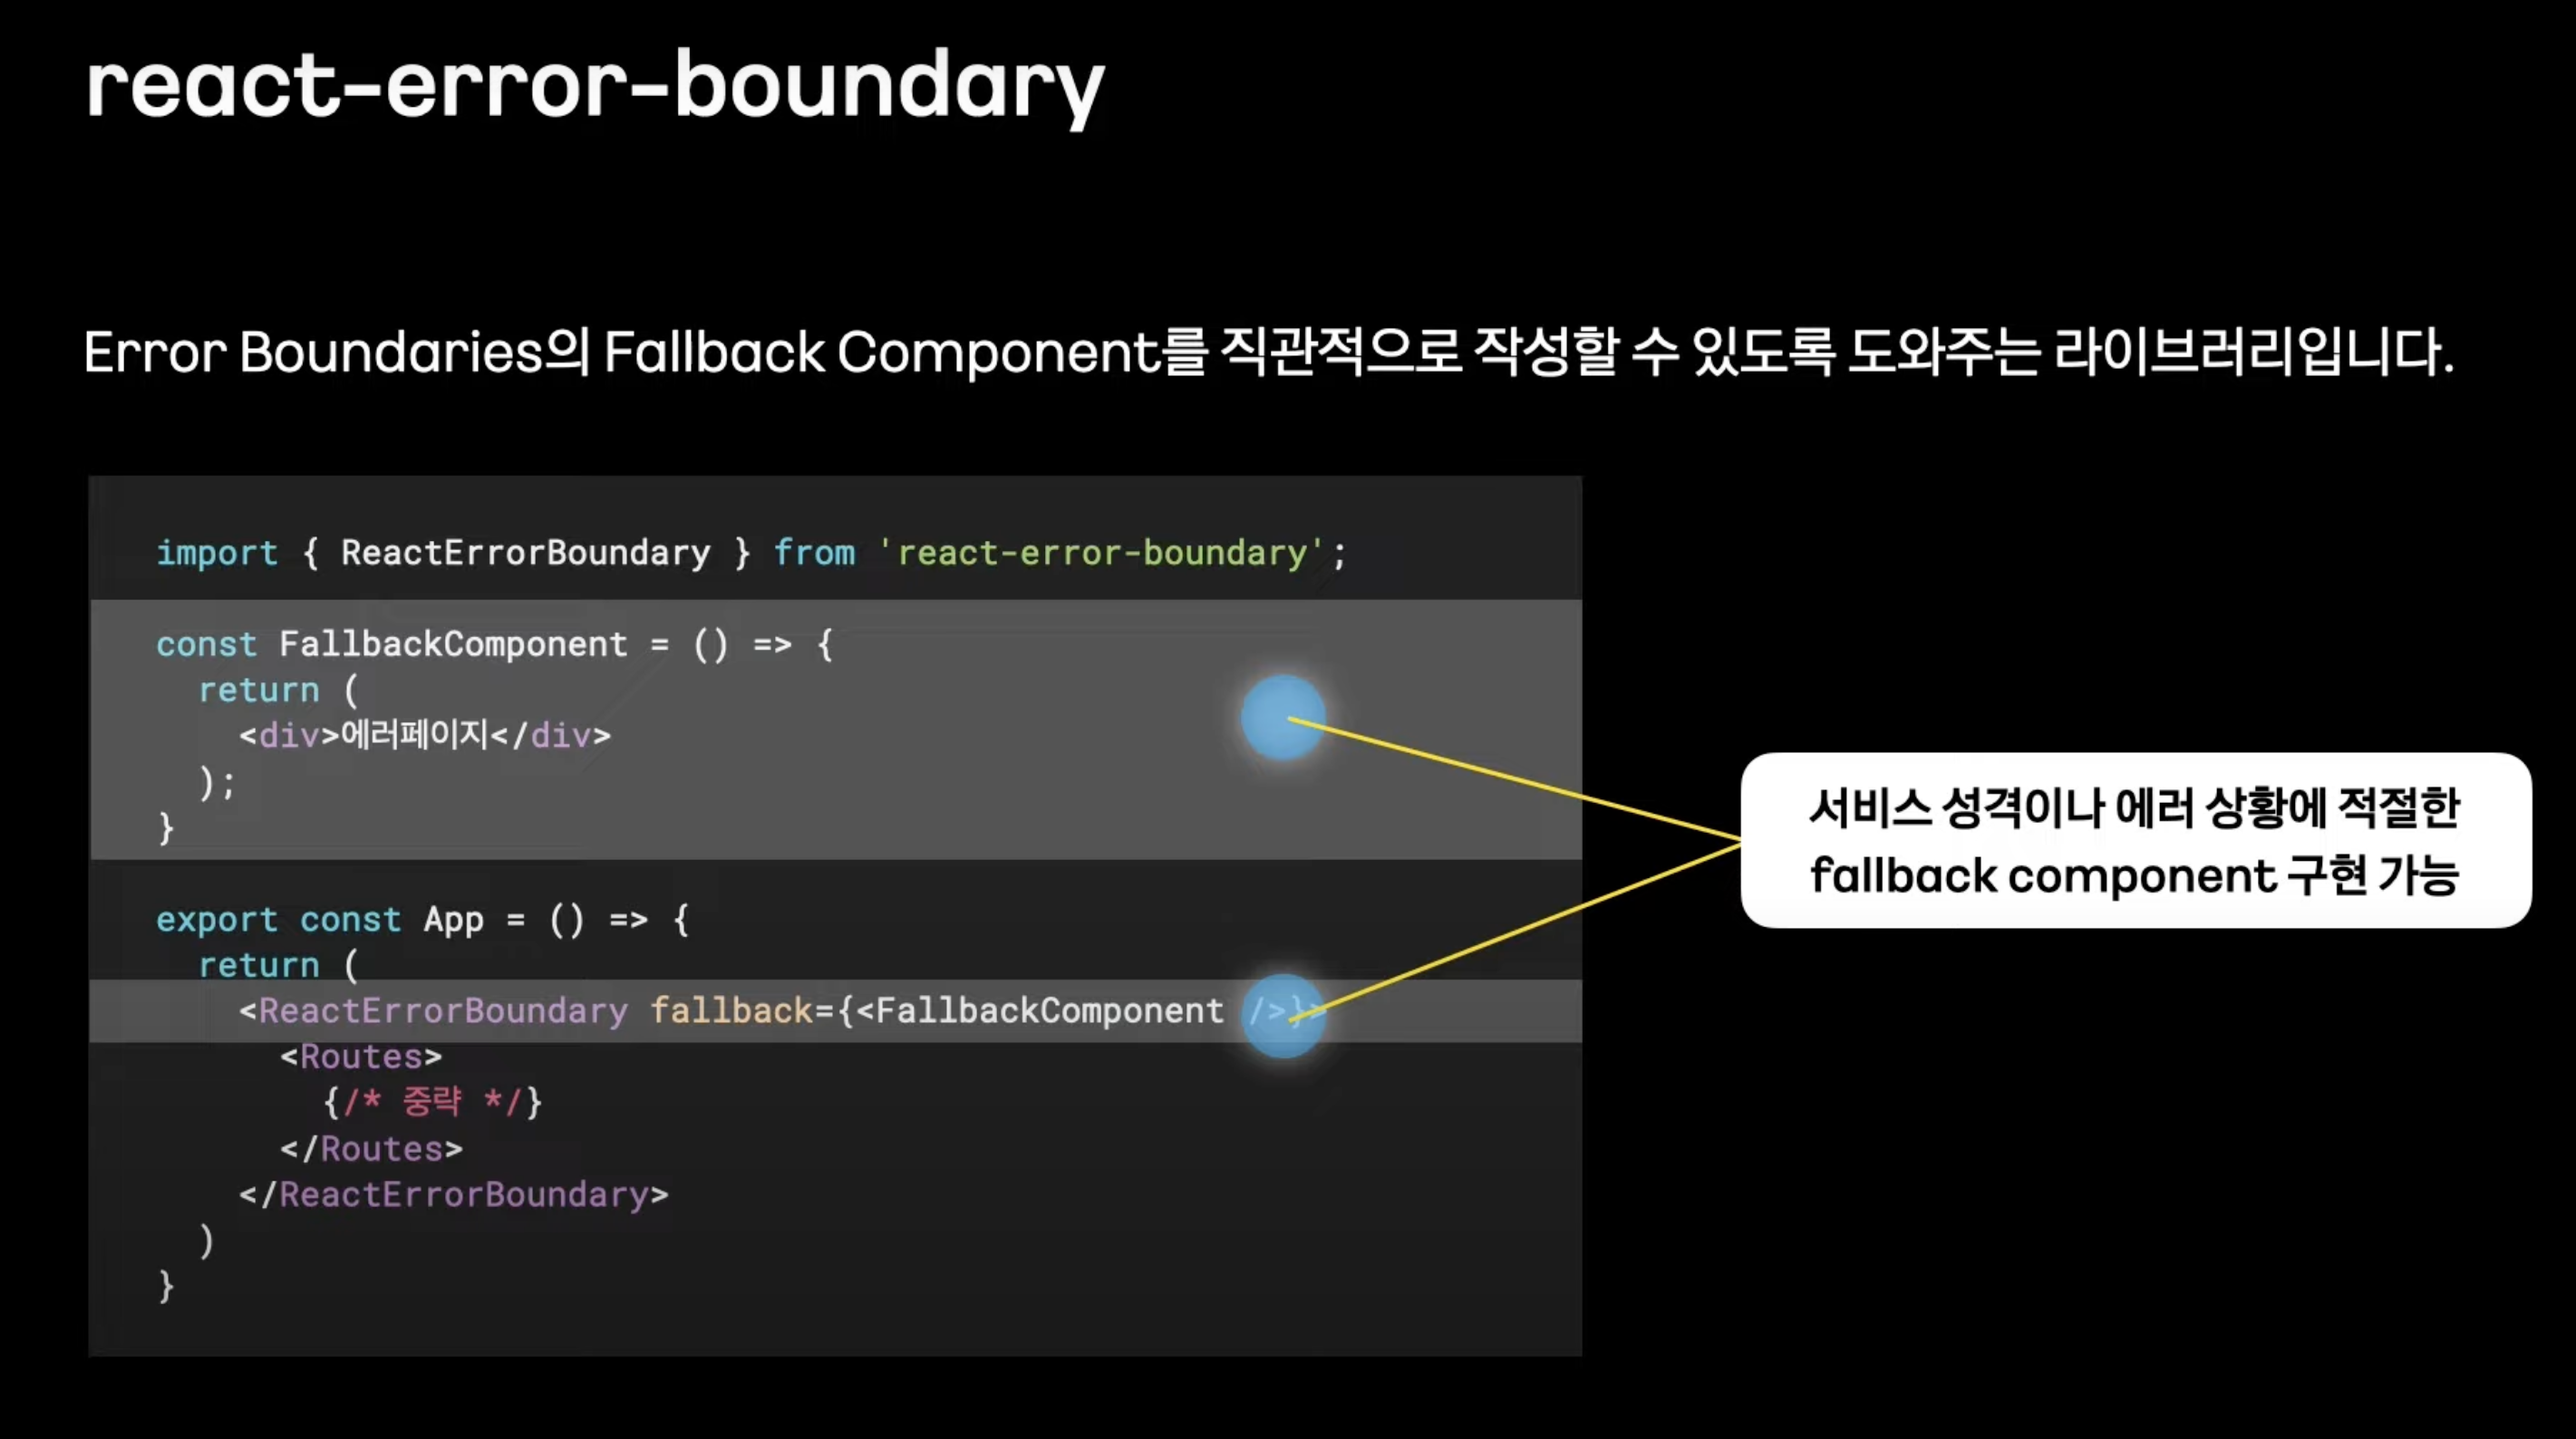 react-error-boundary
Error Boundaries의 Fallback Component를 직관적으로 작성할 수 있도록 도와주는 라이브러리입니다.
import { ReactErrorBoundary } from 'react-error-boundary';
const FallbackComponent = () => {
return (
<div>에러페이지</div>
);
}
export const App = () => {
return (
<ReactErrorBoundary fallback={<FallbackComponent />}>
<Routes>
{/* 중략 */}
</Routes>
</ReactErrorBoundary>
)
}
서비스 성격이나 에러 상황에 적절한
fallback component 구현 가능